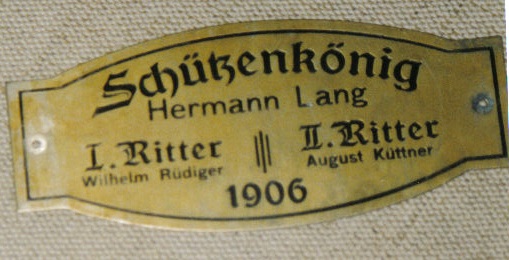 Schützenkönig
Hermann Lang
I. Ritter
Wilhelm Rüdiger
II. Ritter
August Küttner
1906